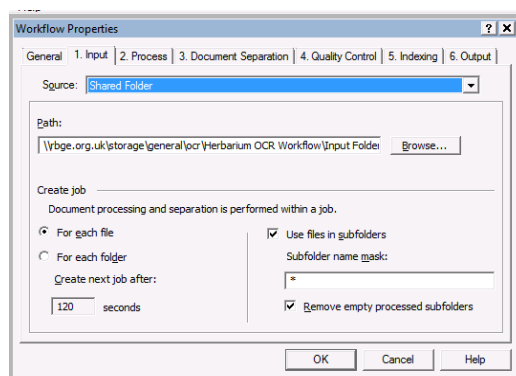 Workflow Properties
General 1. Input 2. Process 3. Document Separation 4. Quality Control 5. Indexing 6. Output
Source: Shared Folder
Path:
\\rbge.org.uk\storage\general\ocr\Herbarium OCR Workflow\Input Folder Browse...
Create job
Document processing and separation is performed within a job.
For each file
For each folder
Create next job after:
120 seconds
Use files in subfolders
Subfolder name mask:
*
Remove empty processed subfolders
OK Cancel Help